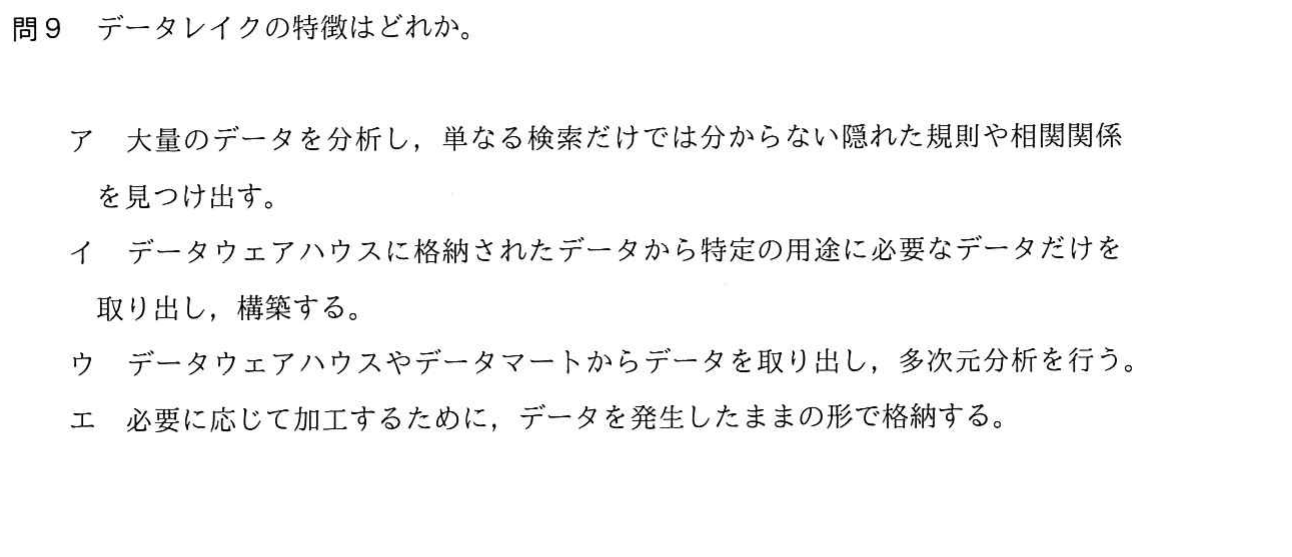 問９　データレイクの特徴はどれか。
ア　大量のデータを分析し，単なる検索だけでは分からない隠れた規則や相関関係
を見つけ出す。
イ　データウェアハウスに格納されたデータから特定の用途に必要なデータだけを
取り出し，構築する。
ウ　データウェアハウスやデータマートからデータを取り出し，多次元分析を行う。
エ　必要に応じて加工するために，データを発生したままの形で格納する。